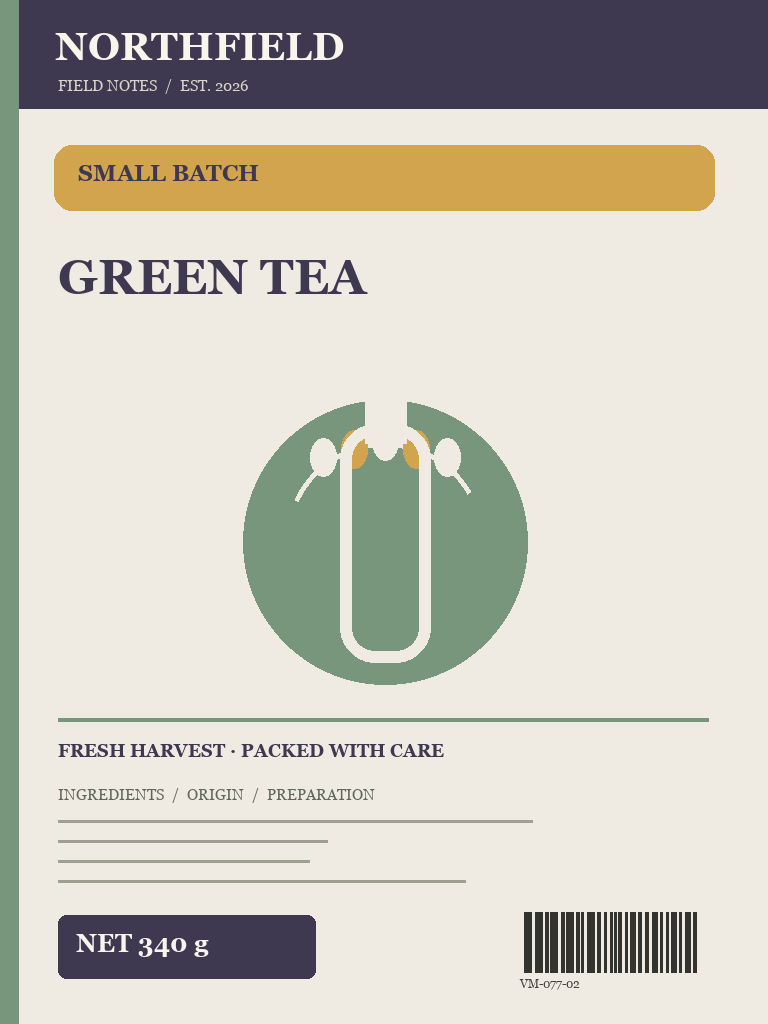 NORTHFIELD
FIELD NOTES / EST. 2026
SMALL BATCH
GREEN TEA
FRESH HARVEST · PACKED WITH CARE
INGREDIENTS / ORIGIN / PREPARATION
NET 340 g
VM-077-02